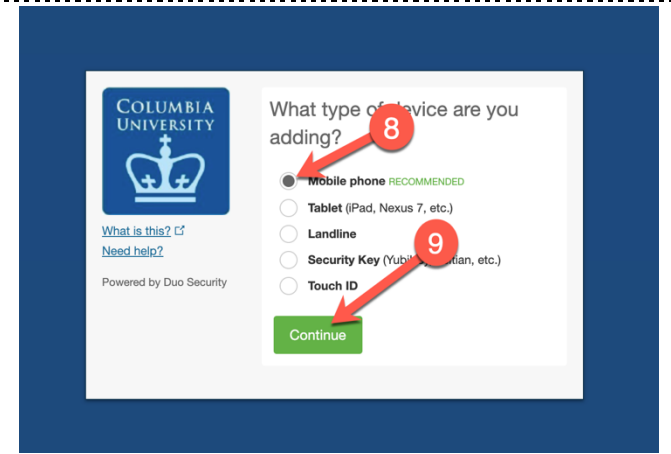 COLUMBIA
UNIVERSITY
What is this?
Need help?
Powered by Duo Security
What type of device are you
adding?
8
Mobile phone RECOMMENDED
Tablet (iPad, Nexus 7, etc.)
Landline
9
Security Key (etc.)
Touch ID
Continue